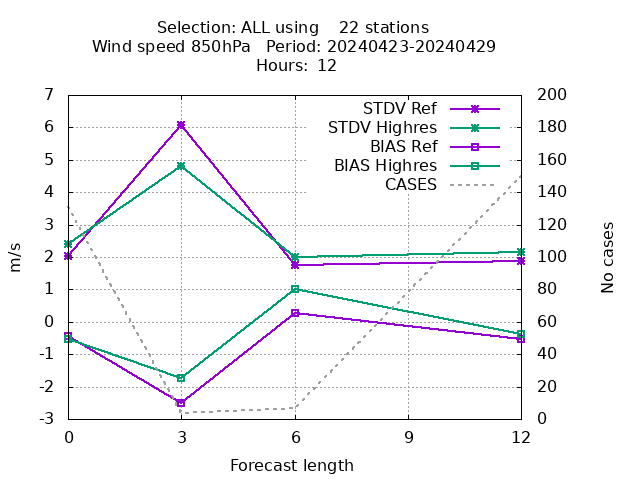 Selection: ALL using    22 stations
Wind speed 850hPa   Period: 20240423-20240429
Hours: 12
STDV Ref
STDV Highres
BIAS Ref
BIAS Highres
CASES
7
6
5
4
3
2
1
0
-1
-2
-3
200
180
160
140
120
100
80
60
40
20
0
m/s
No cases
0 3 6 9 12
Forecast length